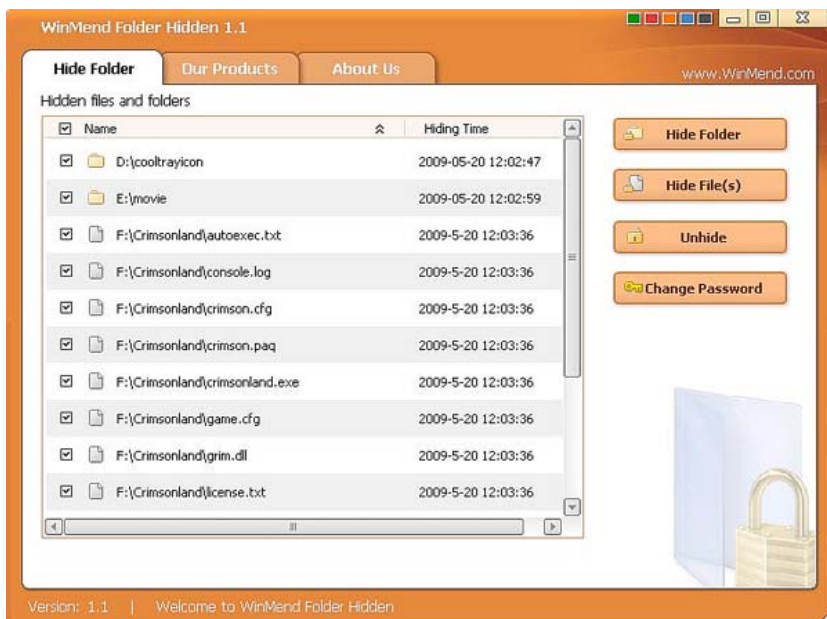 WinMend Folder Hidden 1.1
Hide Folder Our Products About Us
www.WinMend.com
Hidden files and folders
Name Hiding Time
D:\cooltrayicon 2009-05-20 12:02:47
E:\movie 2009-05-20 12:02:59
F:\Crimsonland\autoexec.txt 2009-5-20 12:03:36
F:\Crimsonland\console.log 2009-5-20 12:03:36
F:\Crimsonland\crimson.cfg 2009-5-20 12:03:36
F:\Crimsonland\crimson.paq 2009-5-20 12:03:36
F:\Crimsonland\crimsonland.exe 2009-5-20 12:03:36
F:\Crimsonland\game.cfg 2009-5-20 12:03:36
F:\Crimsonland\grim.dll 2009-5-20 12:03:36
F:\Crimsonland\license.txt 2009-5-20 12:03:36
Hide Folder
Hide File(s)
Unhide
Change Password
Version: 1.1 | Welcome to WinMend Folder Hidden